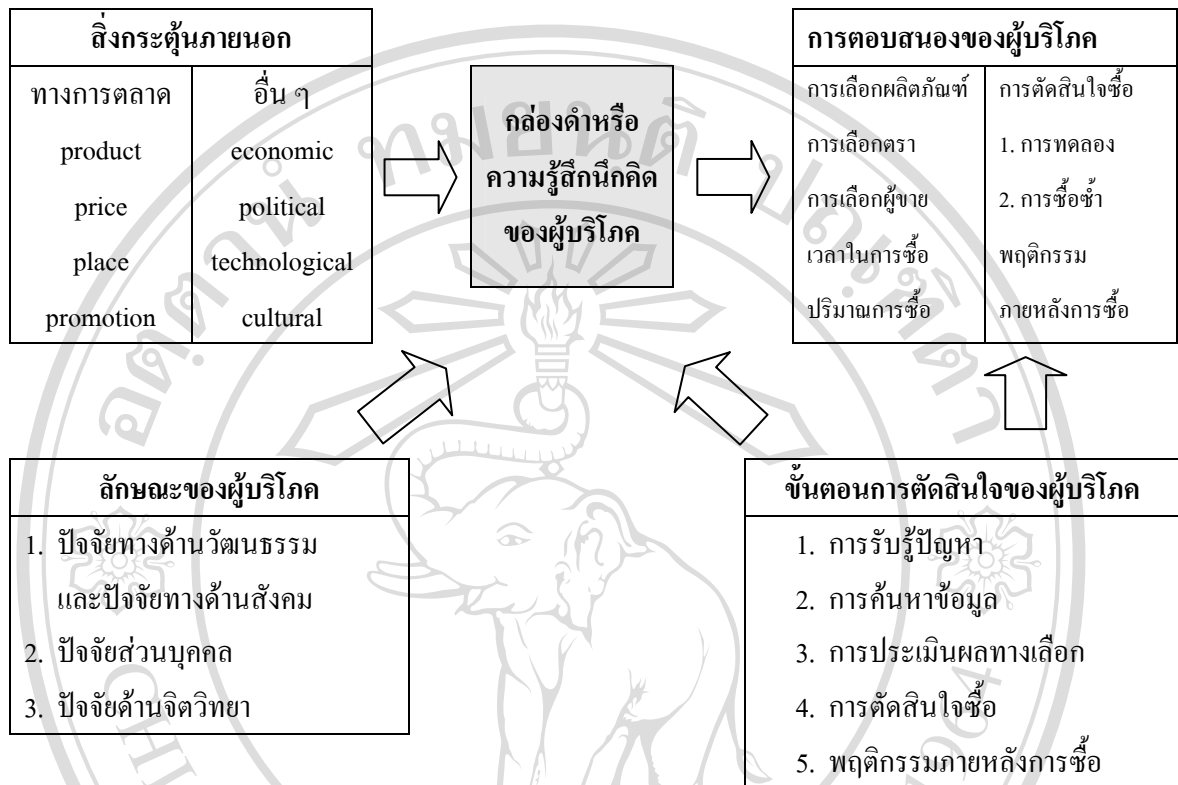 สิ่งกระตุ้นภายนอก
ทางการตลาด
product
price
place
promotion
อื่น ๆ
economic
political
technological
cultural
กล่องดำหรือ
ความรู้สึกนึกคิด
ของผู้บริโภค
การตอบสนองของผู้บริโภค
การเลือกผลิตภัณฑ์
การเลือกตรา
การเลือกผู้ขาย
เวลาในการซื้อ
ปริมาณการซื้อ
การตัดสินใจซื้อ
1. การทดลอง
2. การซื้อซ้ำ
พฤติกรรม
ภายหลังการซื้อ
ลักษณะของผู้บริโภค
1. ปัจจัยทางด้านวัฒนธรรม
และปัจจัยทางด้านสังคม
2. ปัจจัยส่วนบุคคล
3. ปัจจัยด้านจิตวิทยา
ขั้นตอนการตัดสินใจของผู้บริโภค
1. การรับรู้ปัญหา
2. การค้นหาข้อมูล
3. การประเมินผลทางเลือก
4. การตัดสินใจซื้อ
5. พฤติกรรมภายหลังการซื้อ
1964